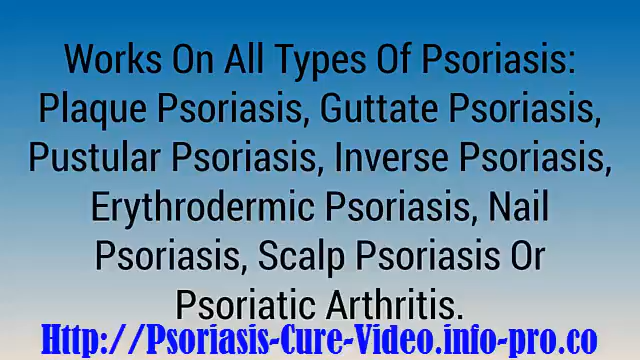 Works On All Types Of Psoriasis:
Plaque Psoriasis, Guttate Psoriasis,
Pustular Psoriasis, Inverse Psoriasis,
Erythrodermic Psoriasis, Nail
Psoriasis, Scalp Psoriasis Or
Psoriatic Arthritis.
Http://Psoriasis-Cure-Video.info-pro.co